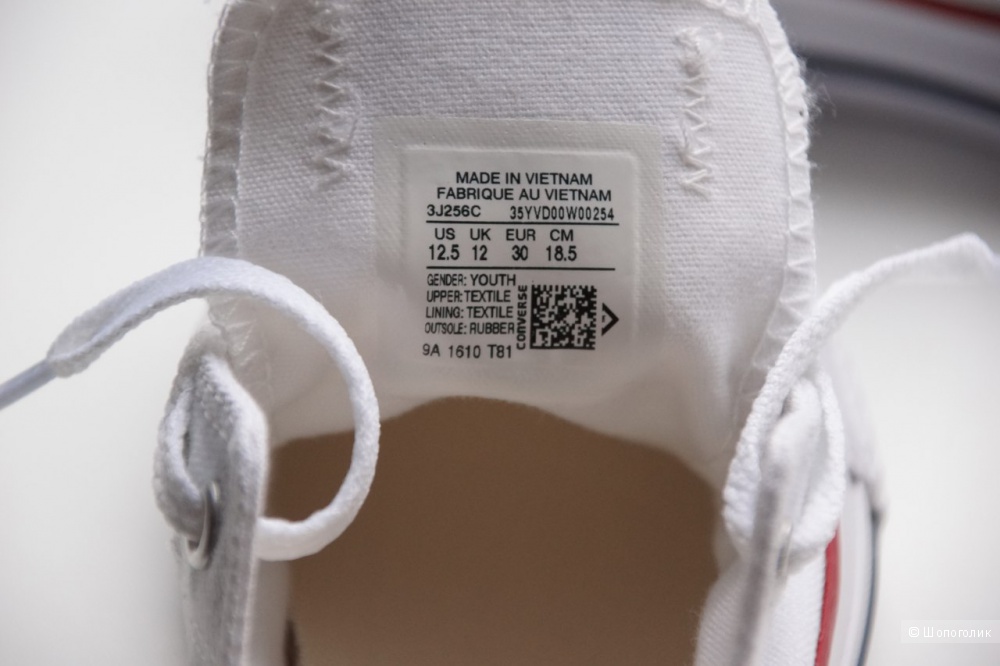 MADE IN VIETNAM
FABRIQUE AU VIETNAM
3J256C 35YVD00W00254
US UK EUR CM
12.5 12 30 18.5
GENDER: YOUTH
UPPER: TEXTILE
LINING: TEXTILE
OUTSOLE: RUBBER
CONVERSE
9A 1610 T81
© Шопоголик